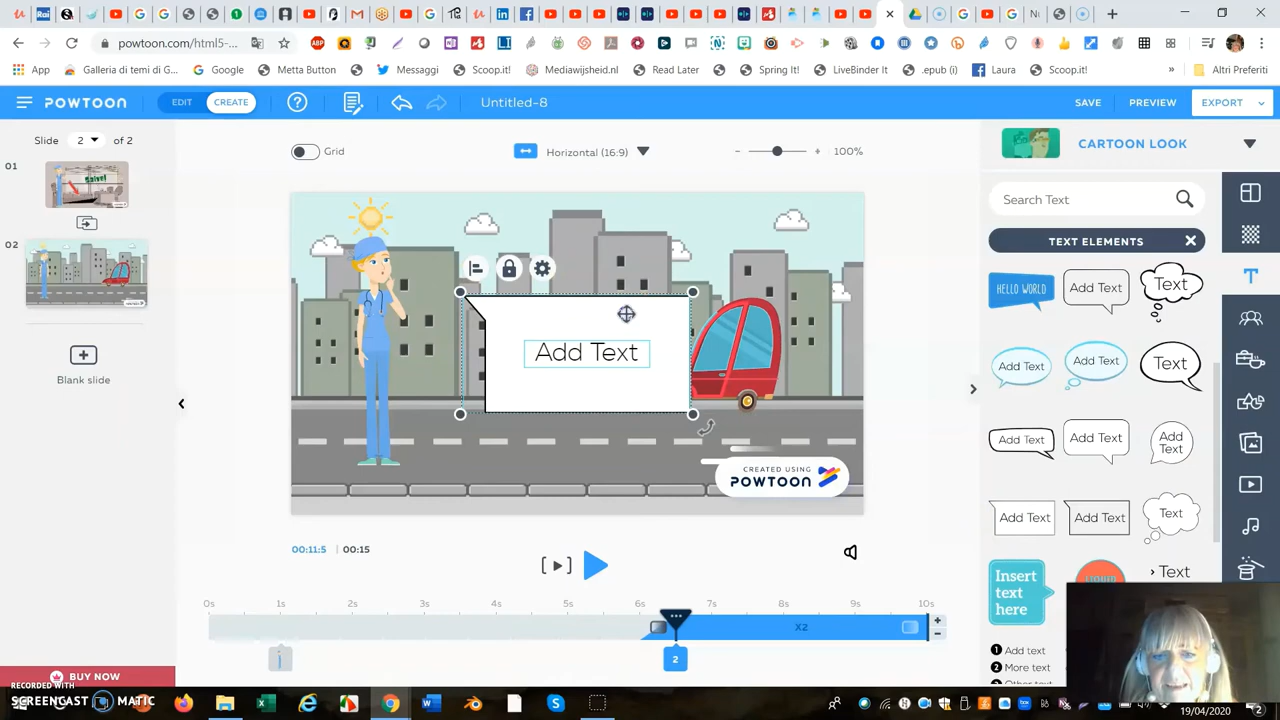 powtoon.com/html5-...
App
Galleria di temi di G...
Google
Metta Button
Messaggi
Scoop.it!
Mediawijsheid.nl
Read Later
Spring It!
LiveBinder It
.epub (i)
Laura
Scoop.it!
»
Altri Preferiti
POWTOON
EDIT
CREATE
Untitled-8
SAVE
PREVIEW
EXPORT
Slide
2
of 2
Grid
Horizontal (16:9)
100%
CARTOON LOOK
Search Text
TEXT ELEMENTS
01
Salve!
02
Blank slide
Add Text
CREATED USING
POWTOON
HELLO WORLD
Add Text
Text
Add Text
Add Text
Text
Add Text
Add Text
Add
Text
Add Text
Add Text
Text
Insert
text
here
› Text
1 Add text
2 More text
00:11:5
00:15
0s
1s
2s
3s
4s
5s
6s
7s
8s
9s
10s
X2
2
BUY NOW
RECORDED WITH
SCREENCAST MATIC
19/04/2020
2